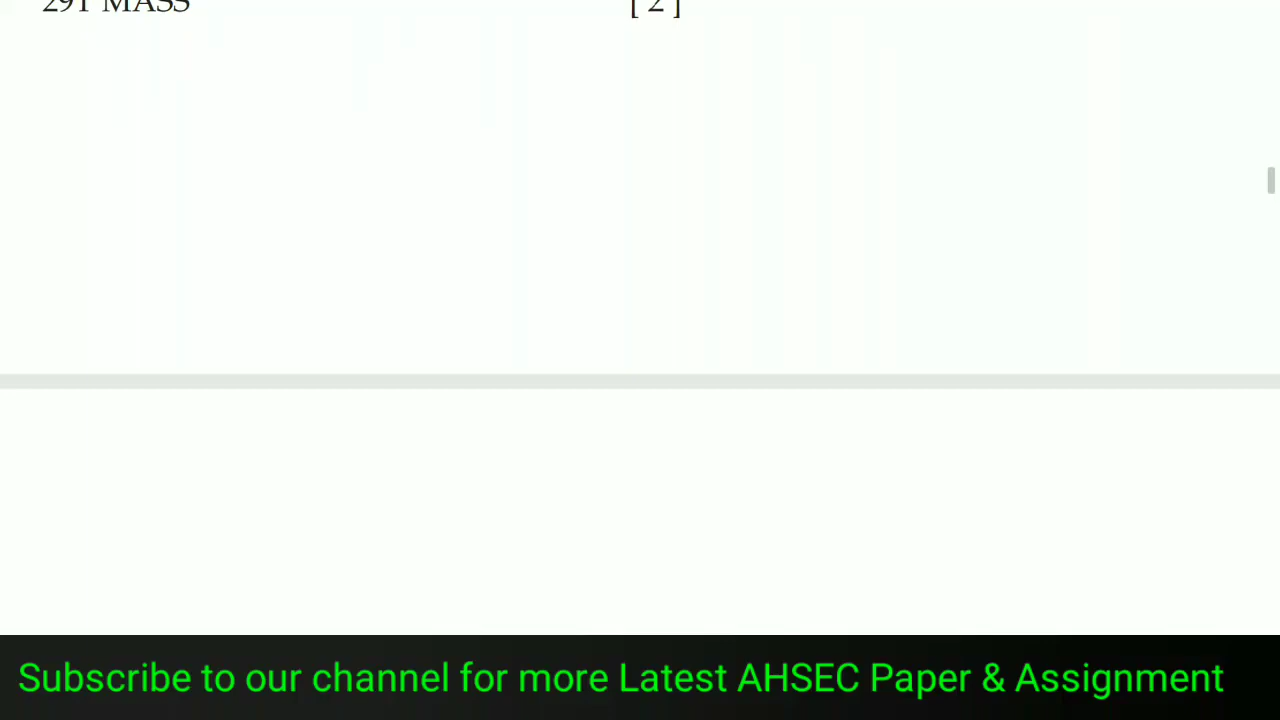 291 MASS [ 2 ]
Subscribe to our channel for more Latest AHSEC Paper & Assignment